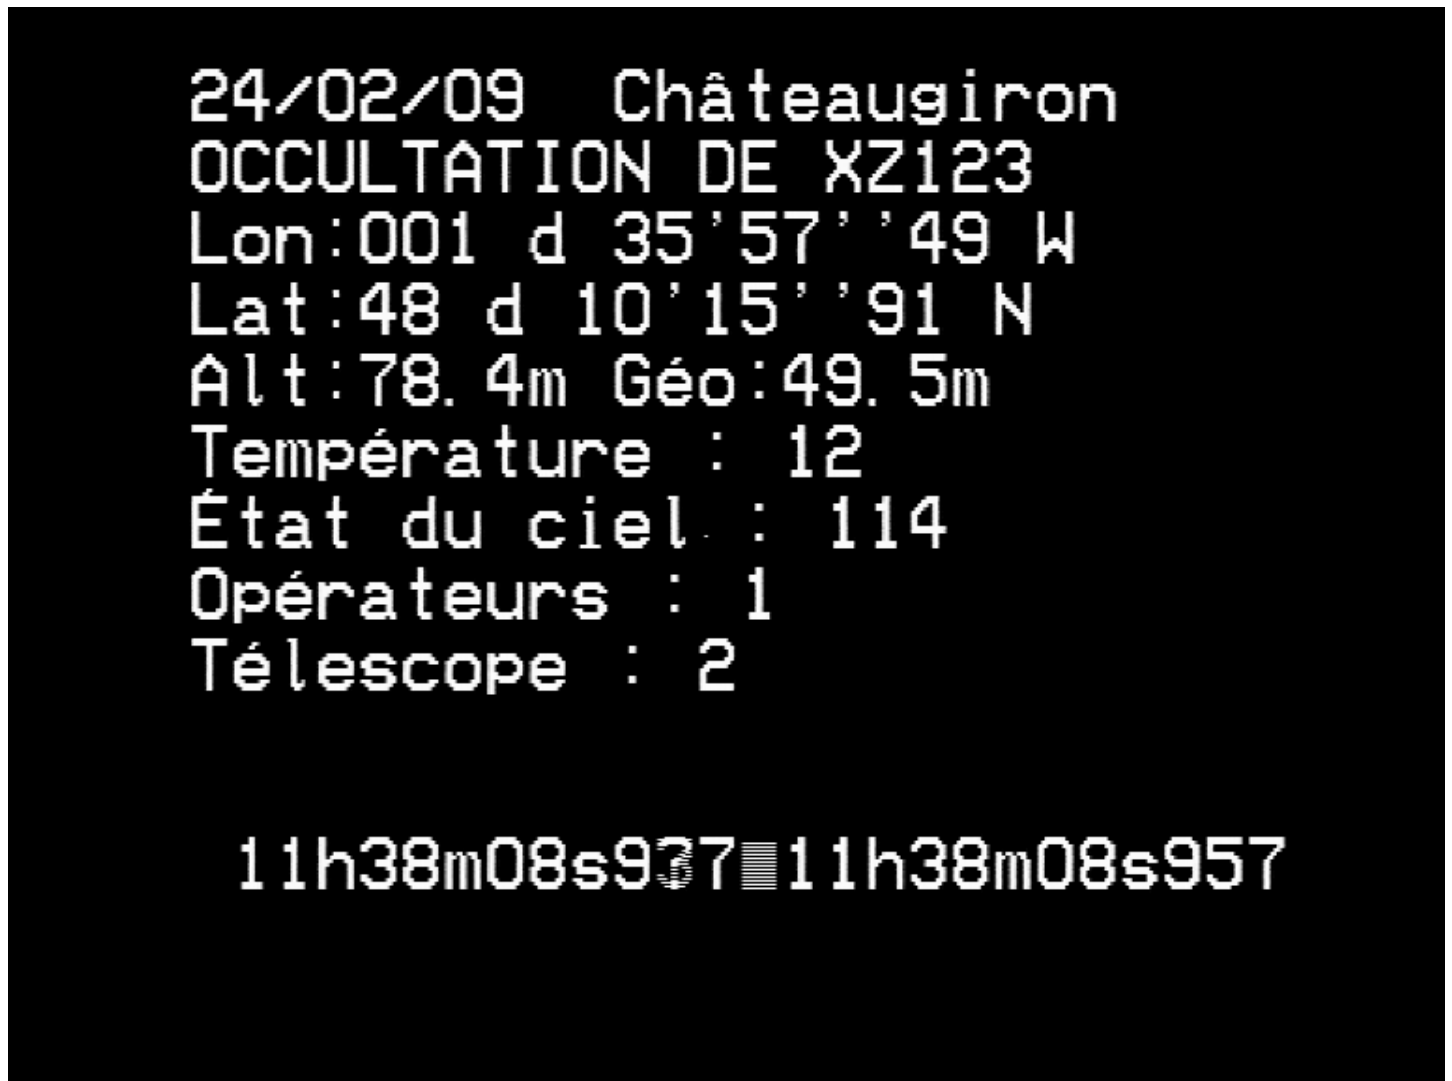 24/02/09 Châteaugiron
OCCULTATION DE XZ123
Lon:001 d 35'57''49 W
Lat:48 d 10'15''91 N
Alt:78.4m Géo:49.5m
Température : 12
État du ciel : 114
Opérateurs : 1
Télescope : 2
11h38m08s957